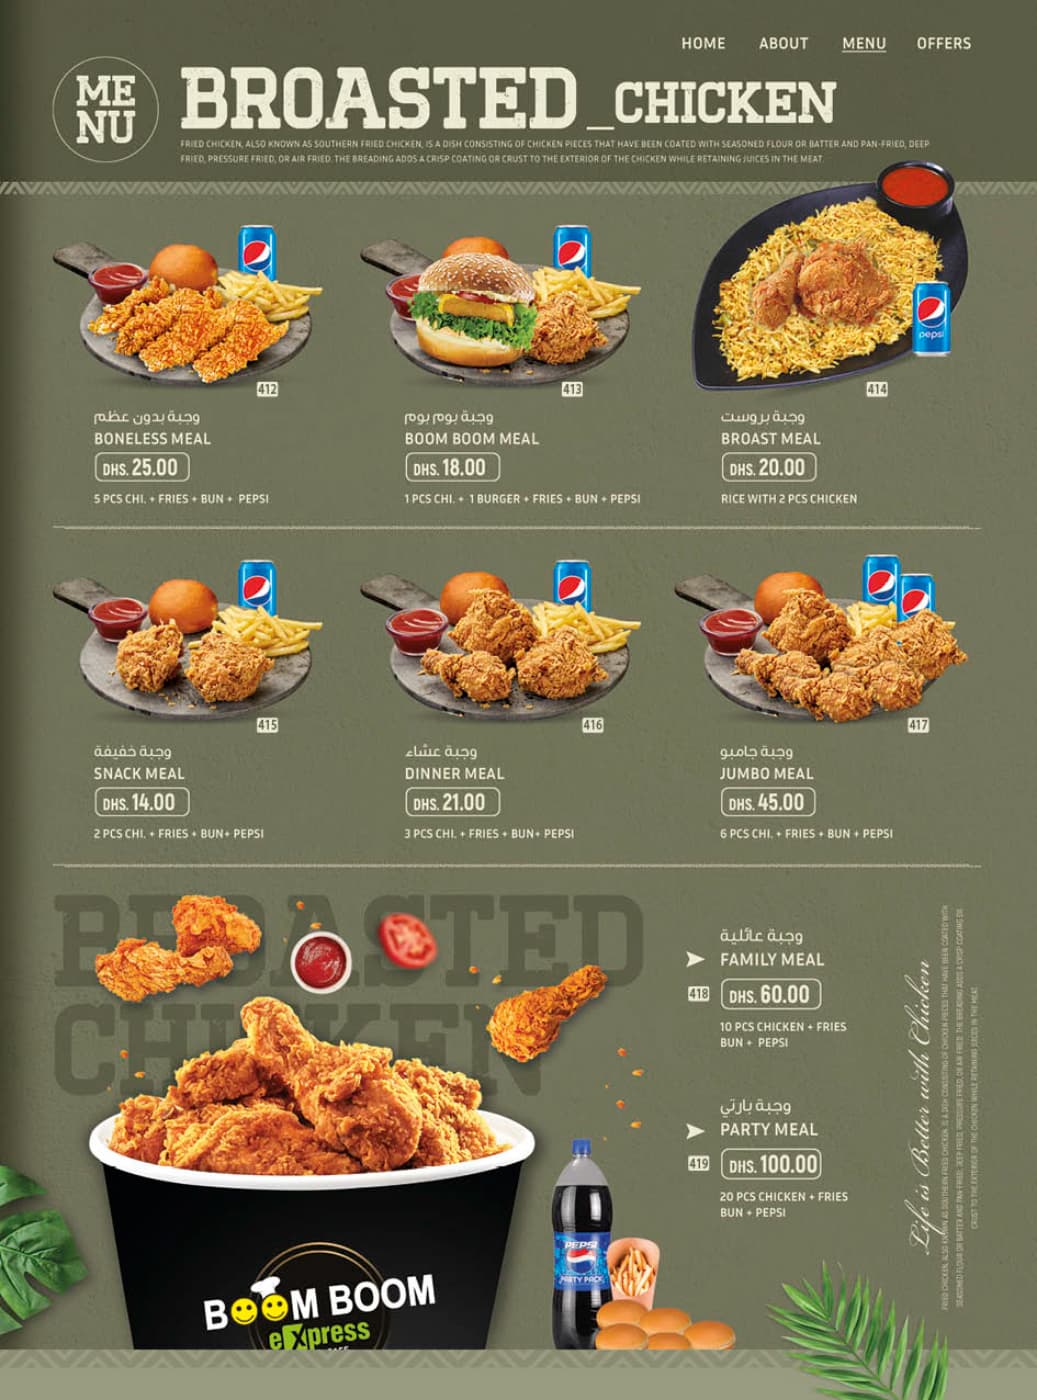 HOME ABOUT MENU OFFERS
ME
NU
BROASTED_CHICKEN
FRIED CHICKEN, ALSO KNOWN AS SOUTHERN FRIED CHICKEN, IS A DISH CONSISTING OF CHICKEN PIECES THAT HAVE BEEN COATED WITH SEASONED FLOUR OR BATTER AND PAN-FRIED, DEEP
FRIED, PRESSURE FRIED, OR AIR FRIED. THE BREADING ADDS A CRISP COATING OR CRUST TO THE EXTERIOR OF THE CHICKEN WHILE RETAINING JUICES IN THE MEAT.
412
وجبة بدون عظم
BONELESS MEAL
DHS. 25.00
5 PCS CHI. + FRIES + BUN + PEPSI
413
وجبة بوم بوم
BOOM BOOM MEAL
DHS. 18.00
1 PCS CHI. + 1 BURGER + FRIES + BUN + PEPSI
pepsi
414
وجبة بروست
BROAST MEAL
DHS. 20.00
RICE WITH 2 PCS CHICKEN
415
وجبة خفيفة
SNACK MEAL
DHS. 14.00
2 PCS CHI. + FRIES + BUN+ PEPSI
416
وجبة عشاء
DINNER MEAL
DHS. 21.00
3 PCS CHI. + FRIES + BUN+ PEPSI
417
وجبة جامبو
JUMBO MEAL
DHS. 45.00
6 PCS CHI. + FRIES + BUN + PEPSI
BROASTED
CHICKEN
BOOM BOOM
express
PEPSI
PARTY PACK
وجبة عائلية
FAMILY MEAL
418 DHS. 60.00
10 PCS CHICKEN + FRIES
BUN + PEPSI
وجبة بارتي
PARTY MEAL
419 DHS. 100.00
20 PCS CHICKEN + FRIES
BUN + PEPSI
Life is Better with Chicken
FRIED CHICKEN, ALSO KNOWN AS SOUTHERN FRIED CHICKEN, IS A DISH CONSISTING OF CHICKEN PIECES THAT HAVE BEEN COATED WITH
SEASONED FLOUR OR BATTER AND PAN-FRIED, DEEP FRIED, PRESSURE FRIED, OR AIR FRIED. THE BREADING ADDS A CRISP COATING OR
CRUST TO THE EXTERIOR OF THE CHICKEN WHILE RETAINING JUICES IN THE MEAT.